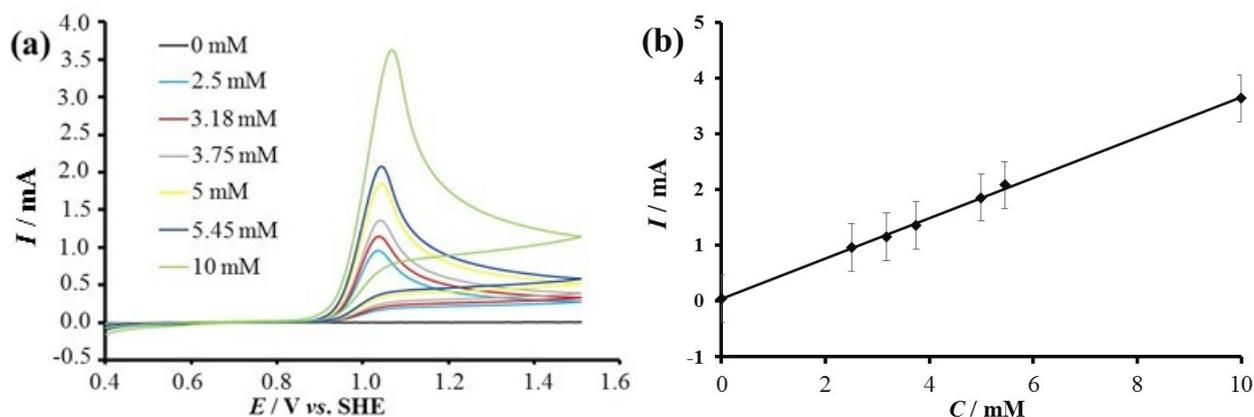 (a)
4.0
3.5
3.0
2.5
2.0
1.5
1.0
0.5
0.0
-0.5
I / mA
0 mM
2.5 mM
3.18 mM
3.75 mM
5 mM
5.45 mM
10 mM
0.4 0.6 0.8 1.0 1.2 1.4 1.6
E / V vs. SHE
(b)
5
4
3
2
1
0
-1
I / mA
0 2 4 6 8 10
C / mM